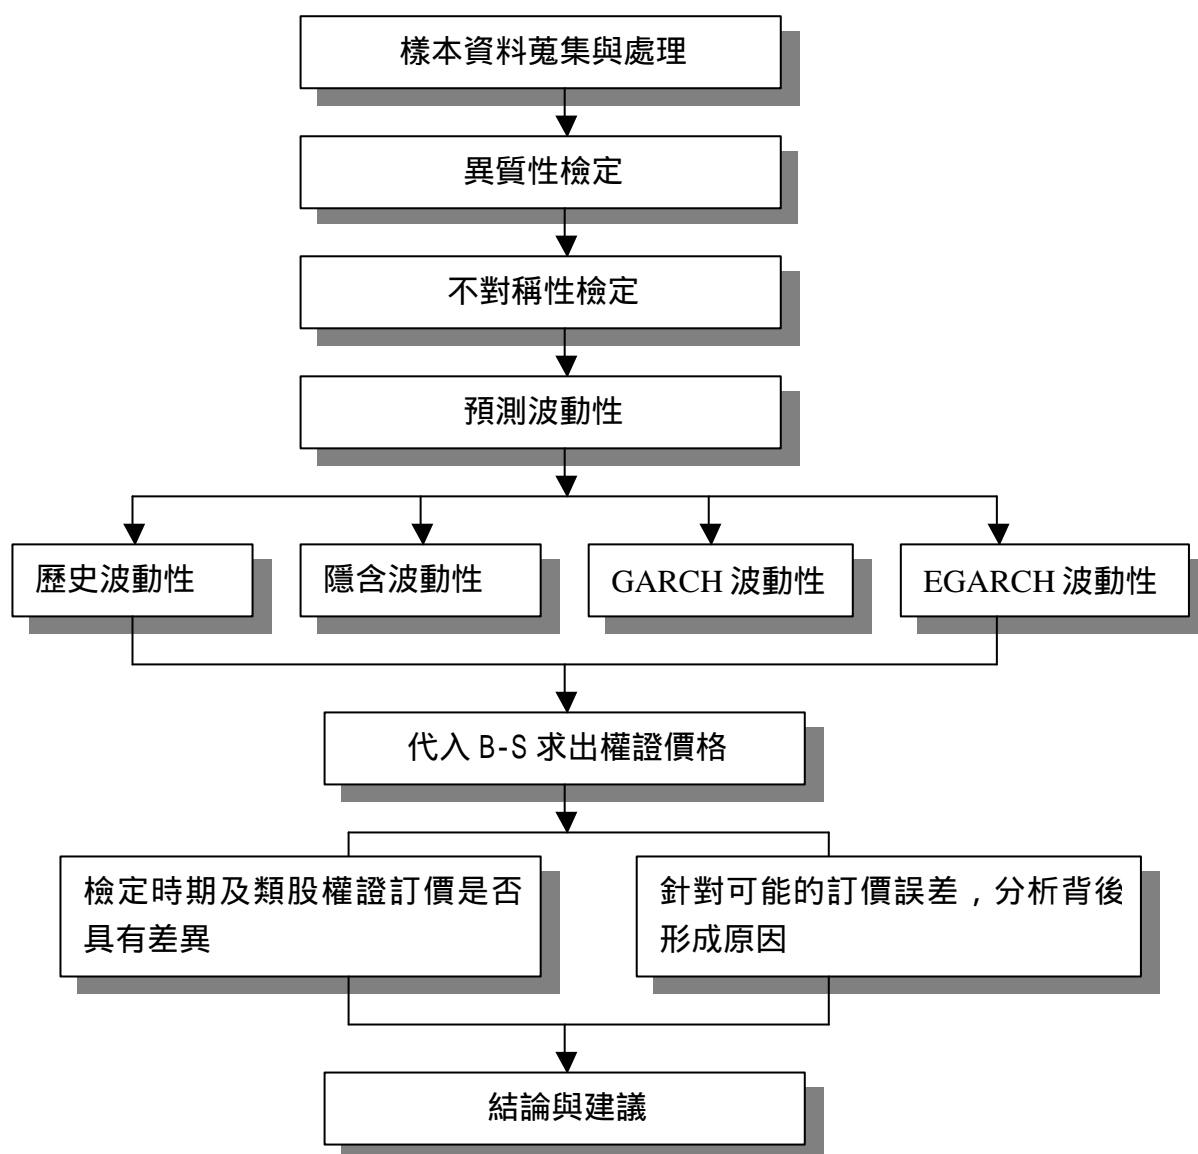 樣本資料蒐集與處理
異質性檢定
不對稱性檢定
預測波動性
歷史波動性
隱含波動性
GARCH 波動性
EGARCH 波動性
代入 B-S 求出權證價格
檢定時期及類股權證訂價是否
具有差異
針對可能的訂價誤差，分析背後
形成原因
結論與建議